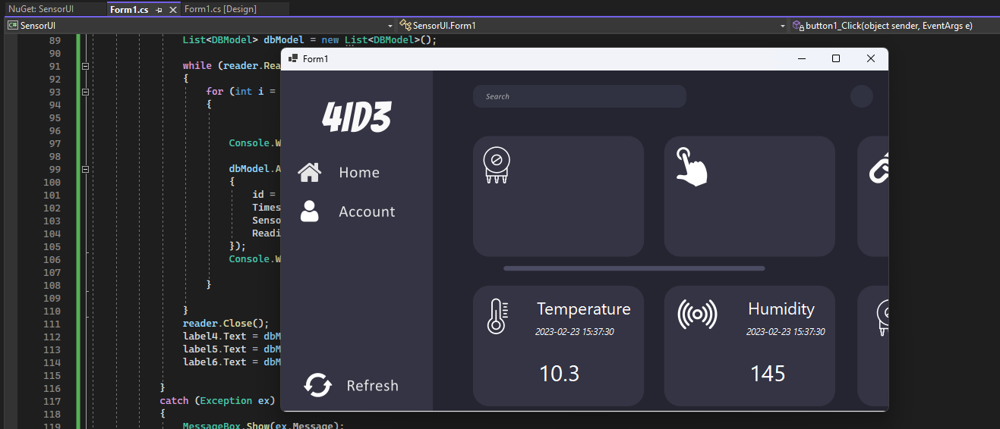 NuGet: SensorUI
Form1.cs
Form1.cs [Design]
C# SensorUI
SensorUI.Form1
button1_Click(object sender, EventArgs e)
89 List<DBModel> dbModel = new List<DBModel>();
90
91 while (reader.Rea
92 {
93 for (int i =
94 {
95
96
97 Console.W
98
99 dbModel.A
100 {
101 id =
102 Times
103 Senso
104 Readi
105 });
106 Console.W
107
108 }
109
110 }
111 reader.Close();
112 label4.Text = dbM
113 label5.Text = dbM
114 label6.Text = dbM
115
116 }
117 catch (Exception ex)
118 {
119 MessageBox.Show(ex.Message);
Form1
4ID3
Home
Account
Refresh
Search
Temperature
2023-02-23 15:37:30
10.3
Humidity
2023-02-23 15:37:30
145